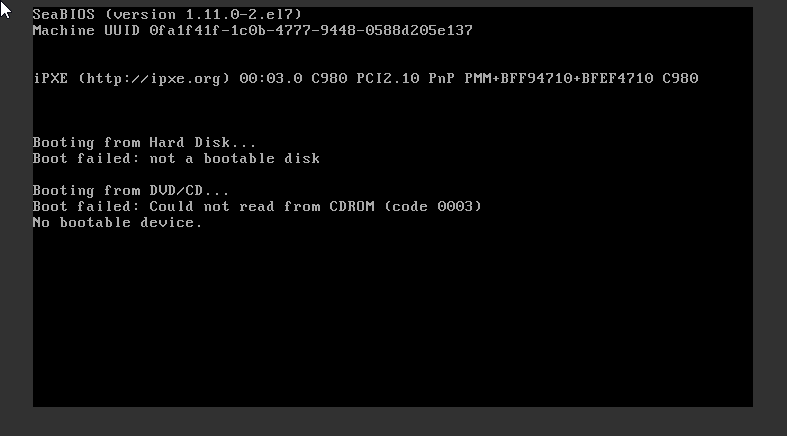 SeaBIOS (version 1.11.0-2.el7)
Machine UUID 0fa1f41f-1c0b-4777-9448-0588d205e137
iPXE (http://ipxe.org) 00:03.0 C980 PCI2.10 PnP PMM+BFF94710+BFEF4710 C980
Booting from Hard Disk...
Boot failed: not a bootable disk
Booting from DVD/CD...
Boot failed: Could not read from CDROM (code 0003)
No bootable device.